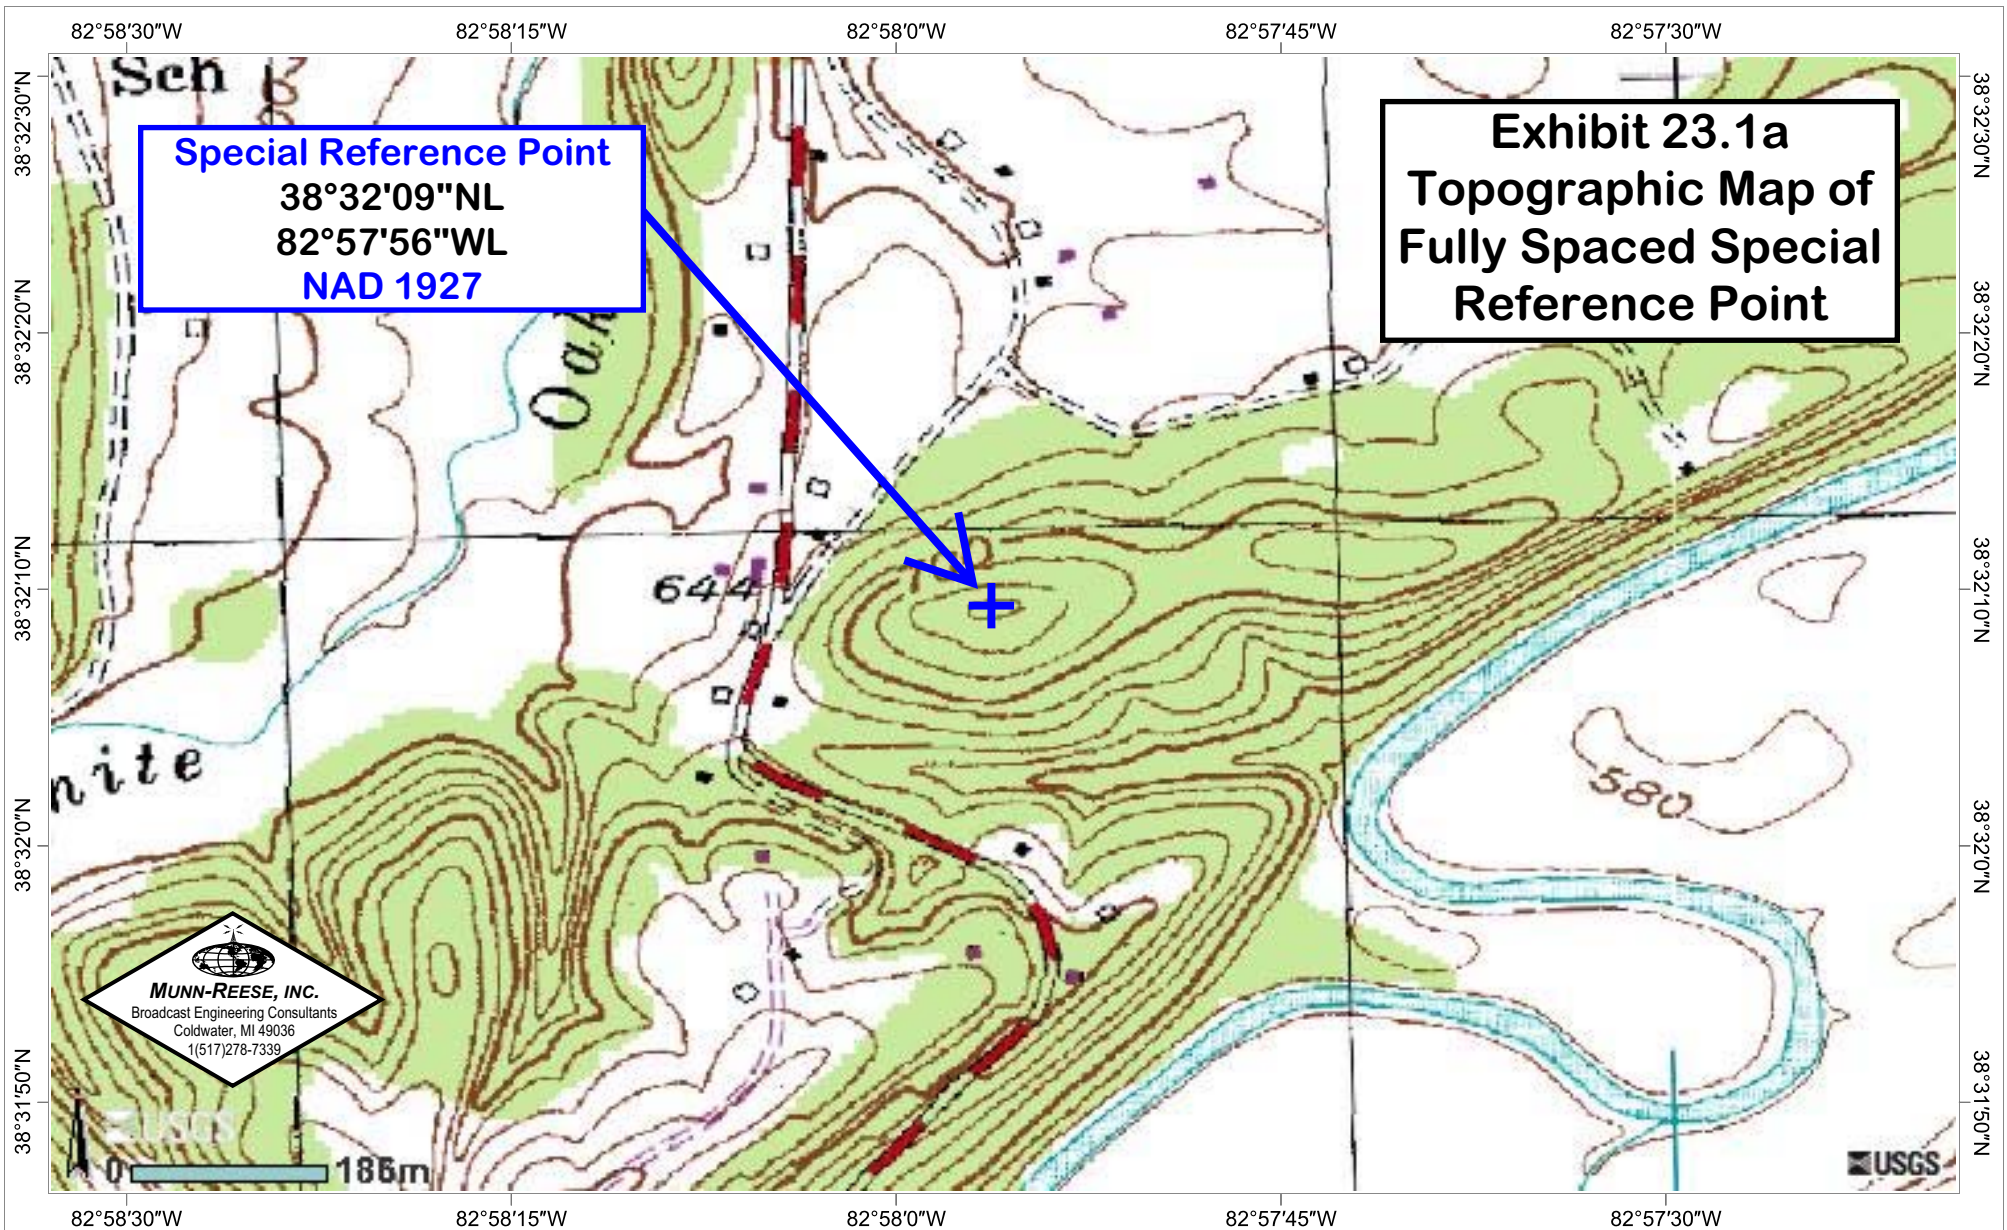 82°58'30"W 82°58'15"W 82°58'0"W 82°57'45"W 82°57'30"W
38°32'30"N
38°32'30"N
Sch
Special Reference Point
38°32'09"NL
82°57'56"WL
NAD 1927
Exhibit 23.1a
Topographic Map of
Fully Spaced Special
Reference Point
38°32'20"N
38°32'20"N
Oak
38°32'10"N
38°32'10"N
644
nite
580
38°32'0"N
38°32'0"N
MUNN-REESE, INC.
Broadcast Engineering Consultants
Coldwater, MI 49036
1(517)278-7339
38°31'50"N
38°31'50"N
USGS
0 186m
USGS
82°58'30"W 82°58'15"W 82°58'0"W 82°57'45"W 82°57'30"W